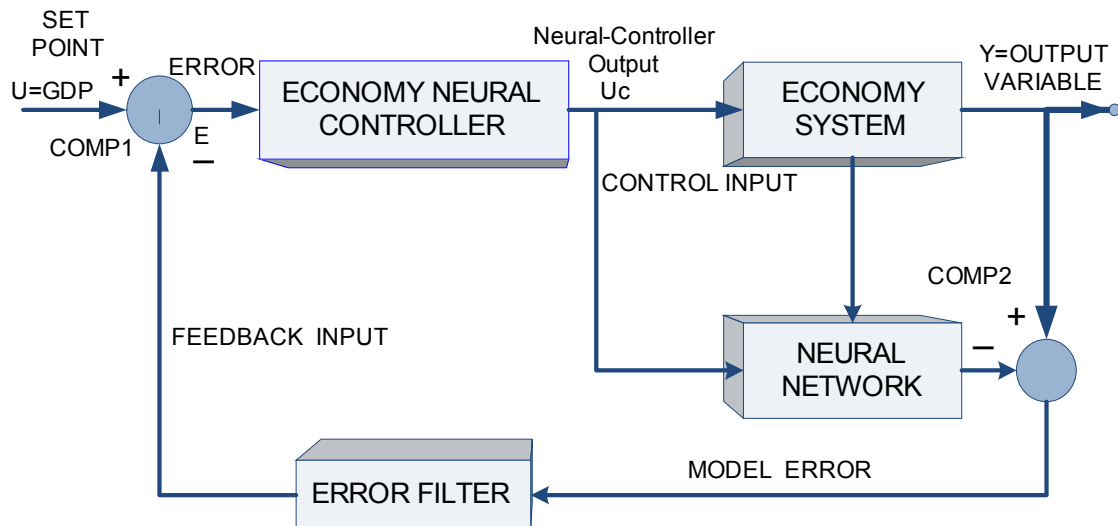 SET
POINT
+
U=GDP
COMP1
ERROR
E
–
ECONOMY NEURAL
CONTROLLER
Neural-Controller
Output
Uc
ECONOMY
SYSTEM
Y=OUTPUT
VARIABLE
CONTROL INPUT
COMP2
+
–
NEURAL
NETWORK
FEEDBACK INPUT
MODEL ERROR
ERROR FILTER